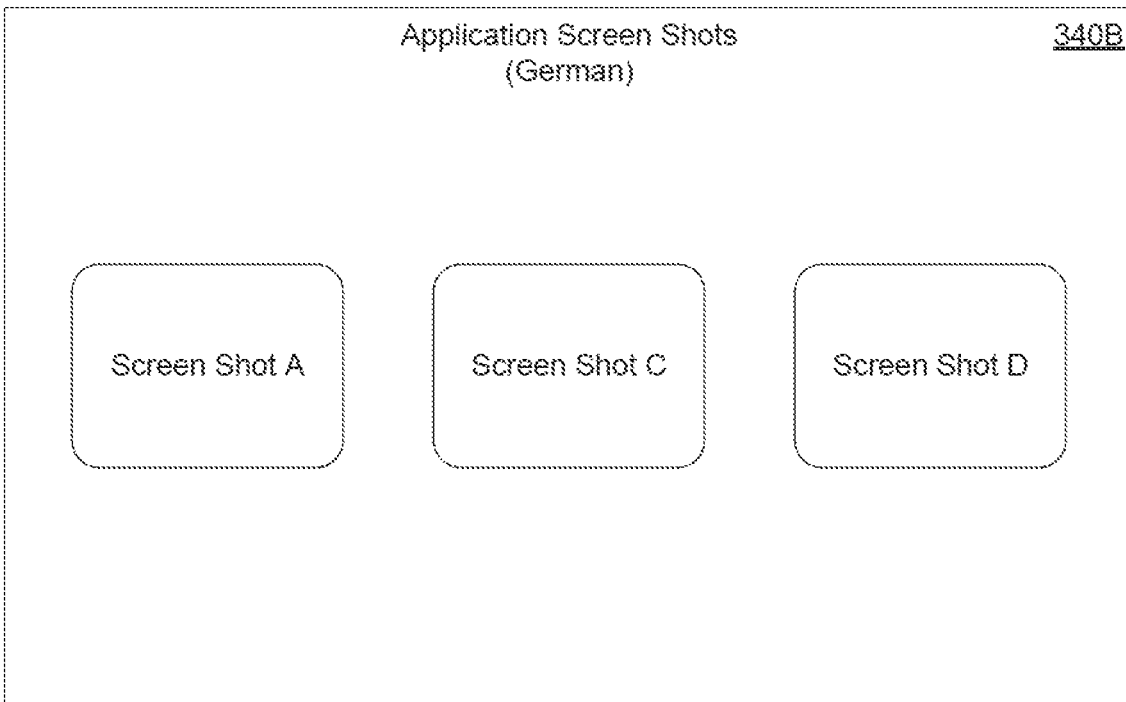 Application Screen Shots
(German)
340B
Screen Shot A
Screen Shot C
Screen Shot D